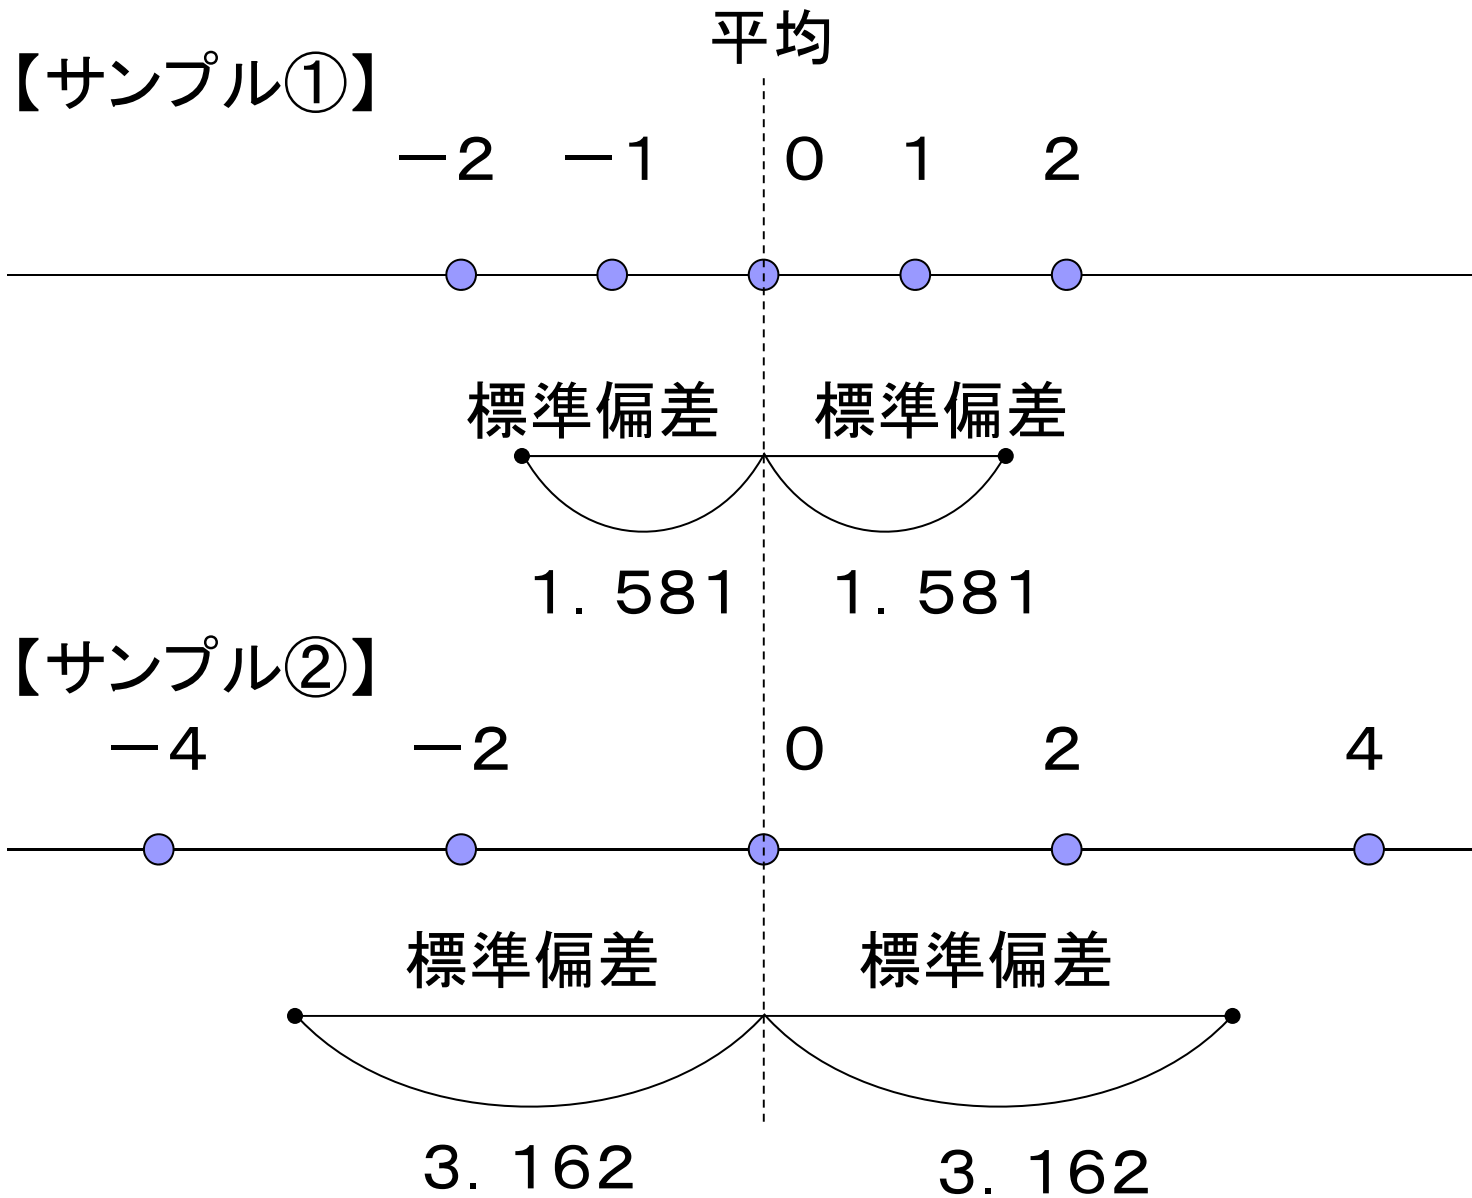 平均
【サンプル①】
－２ －１ ０ １ ２
標準偏差 標準偏差
１．５８１ １．５８１
【サンプル②】
－４ －２ ０ ２ ４
標準偏差 標準偏差
３．１６２ ３．１６２